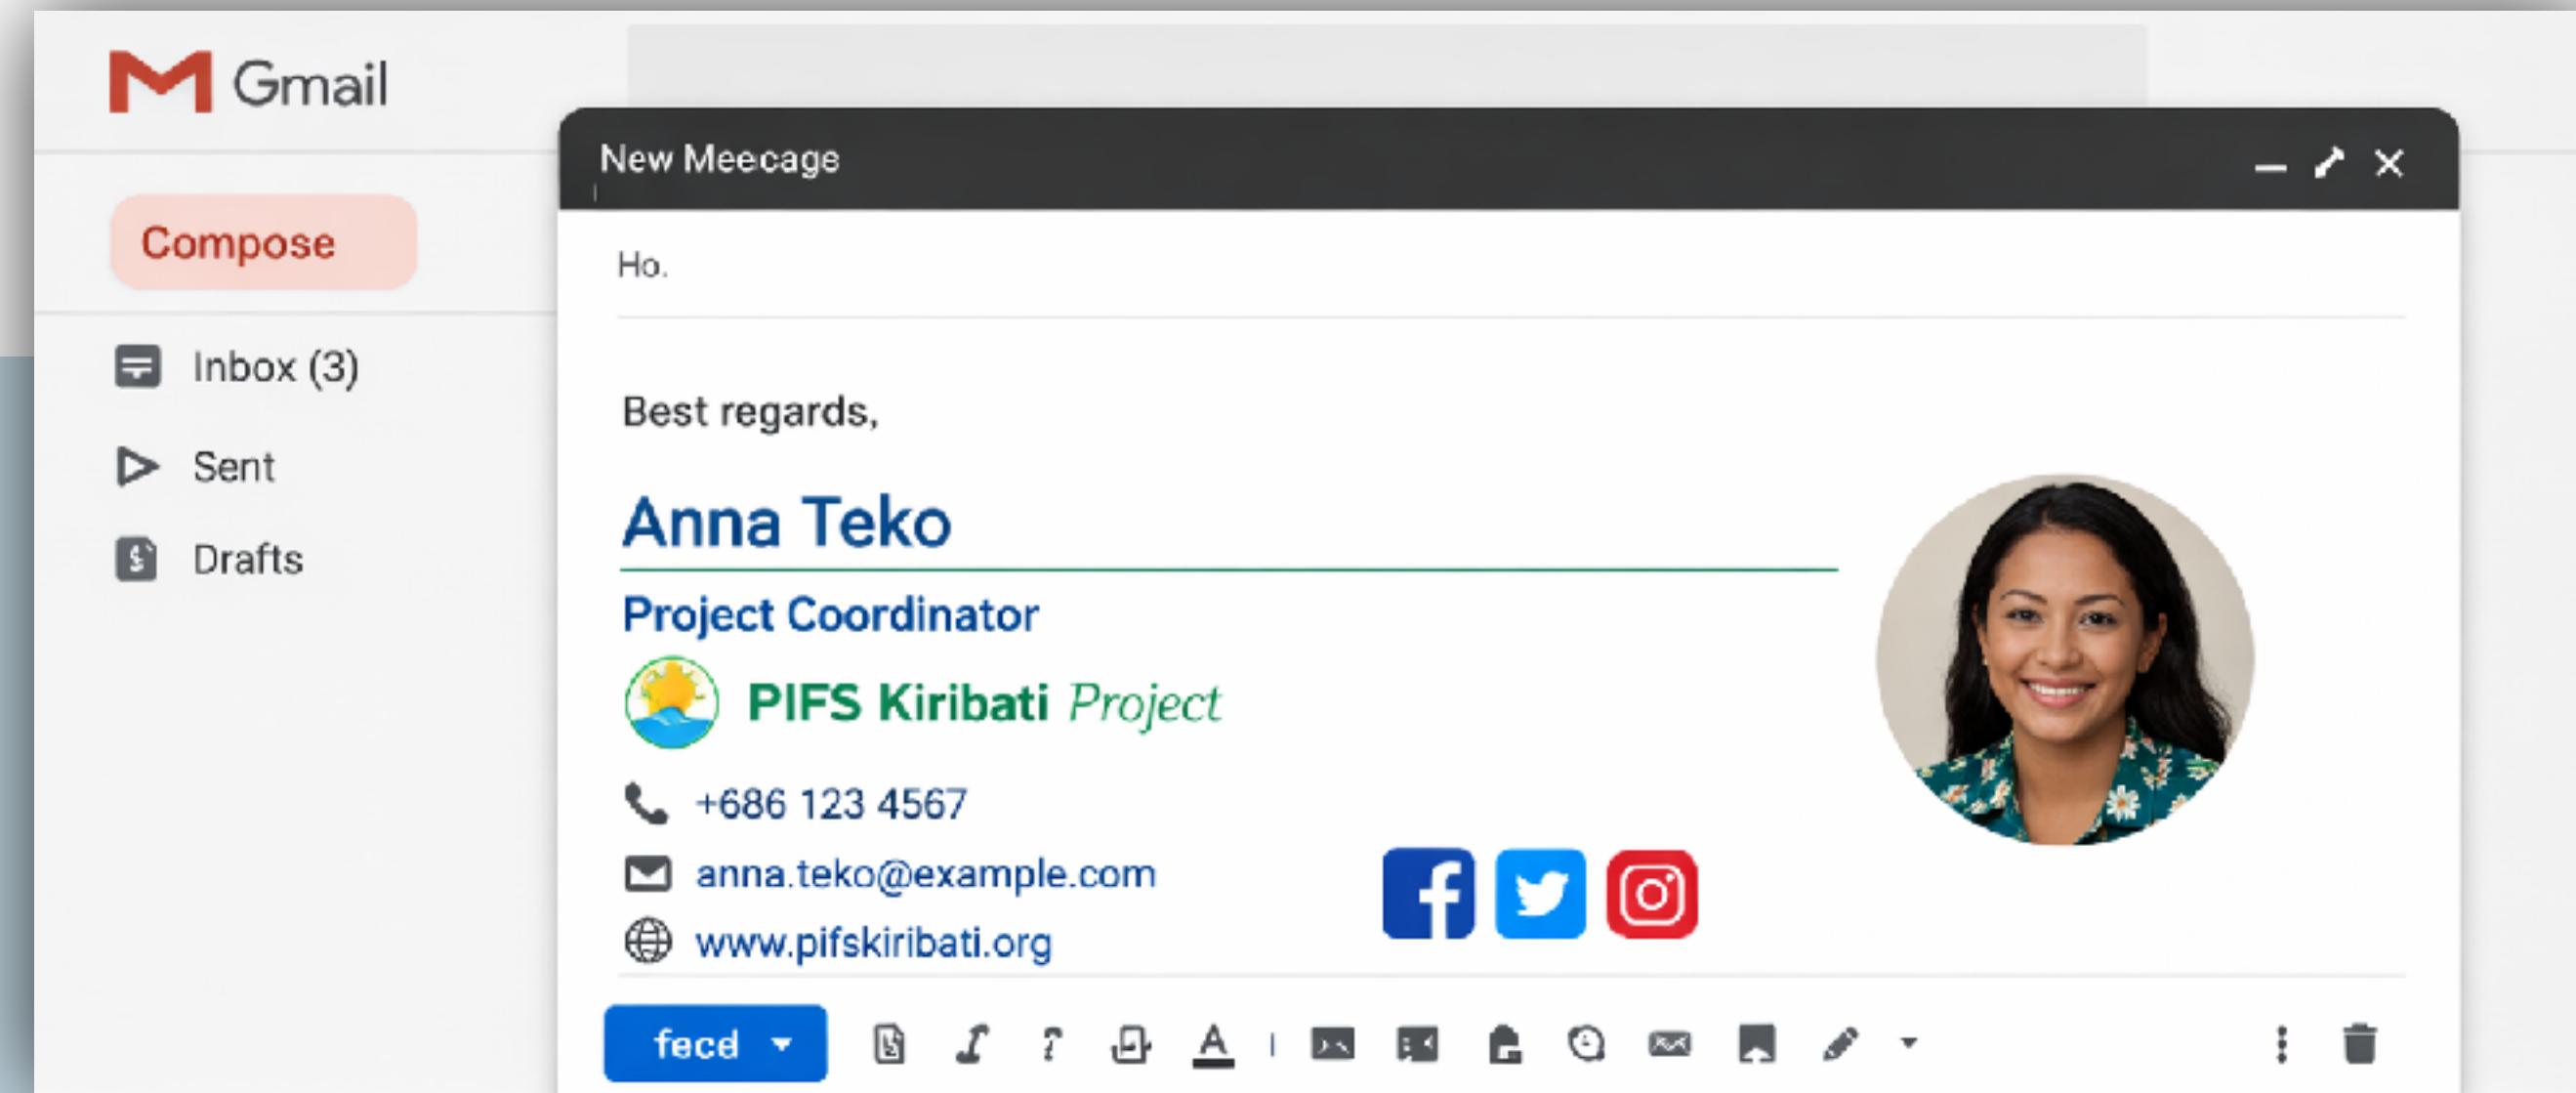 Gmail
New Meecage
Compose
Ho.
Inbox (3)
Best regards,
Sent
Anna Teko
Drafts
Project Coordinator
PIFS Kiribati Project
+686 123 4567
anna.teko@example.com
www.pifskiribati.org
fecd
A